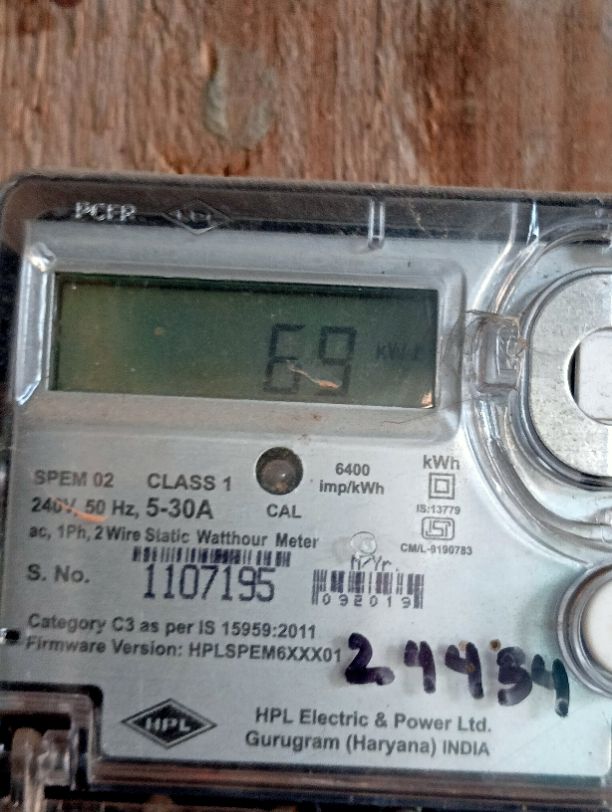 69 kWh
SPEM 02 CLASS 1
6400 imp/kWh
kWh
240V, 50 Hz, 5-30A
CAL
IS:13779
ac, 1Ph, 2 Wire Static Watthour Meter
CM/L-9190783
M/Yr.
S. No. 1107195
092019
Category C3 as per IS 15959:2011
Firmware Version: HPLSPEM6XXX01
24434
HPL
HPL Electric & Power Ltd.
Gurugram (Haryana) INDIA